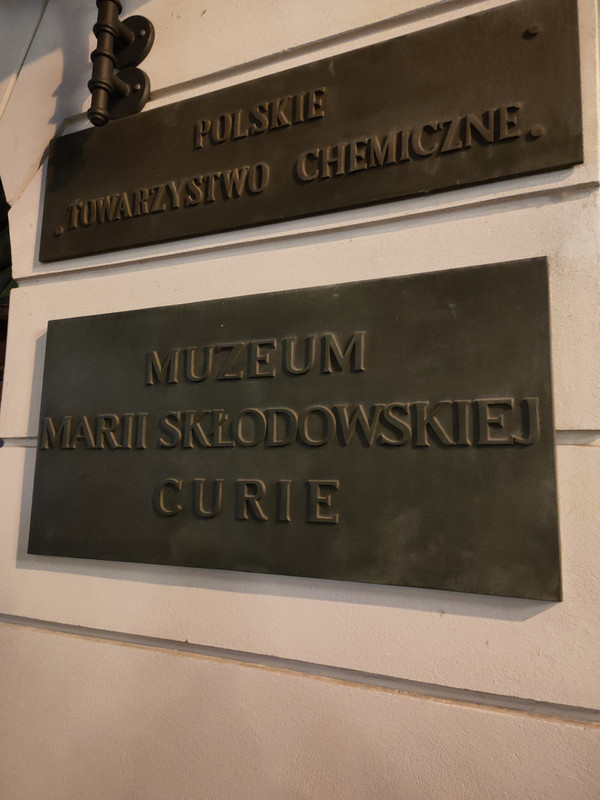 POLSKIE
TOWARZYSTWO CHEMICZNE
MUZEUM
MARII SKŁODOWSKIEJ
CURIE